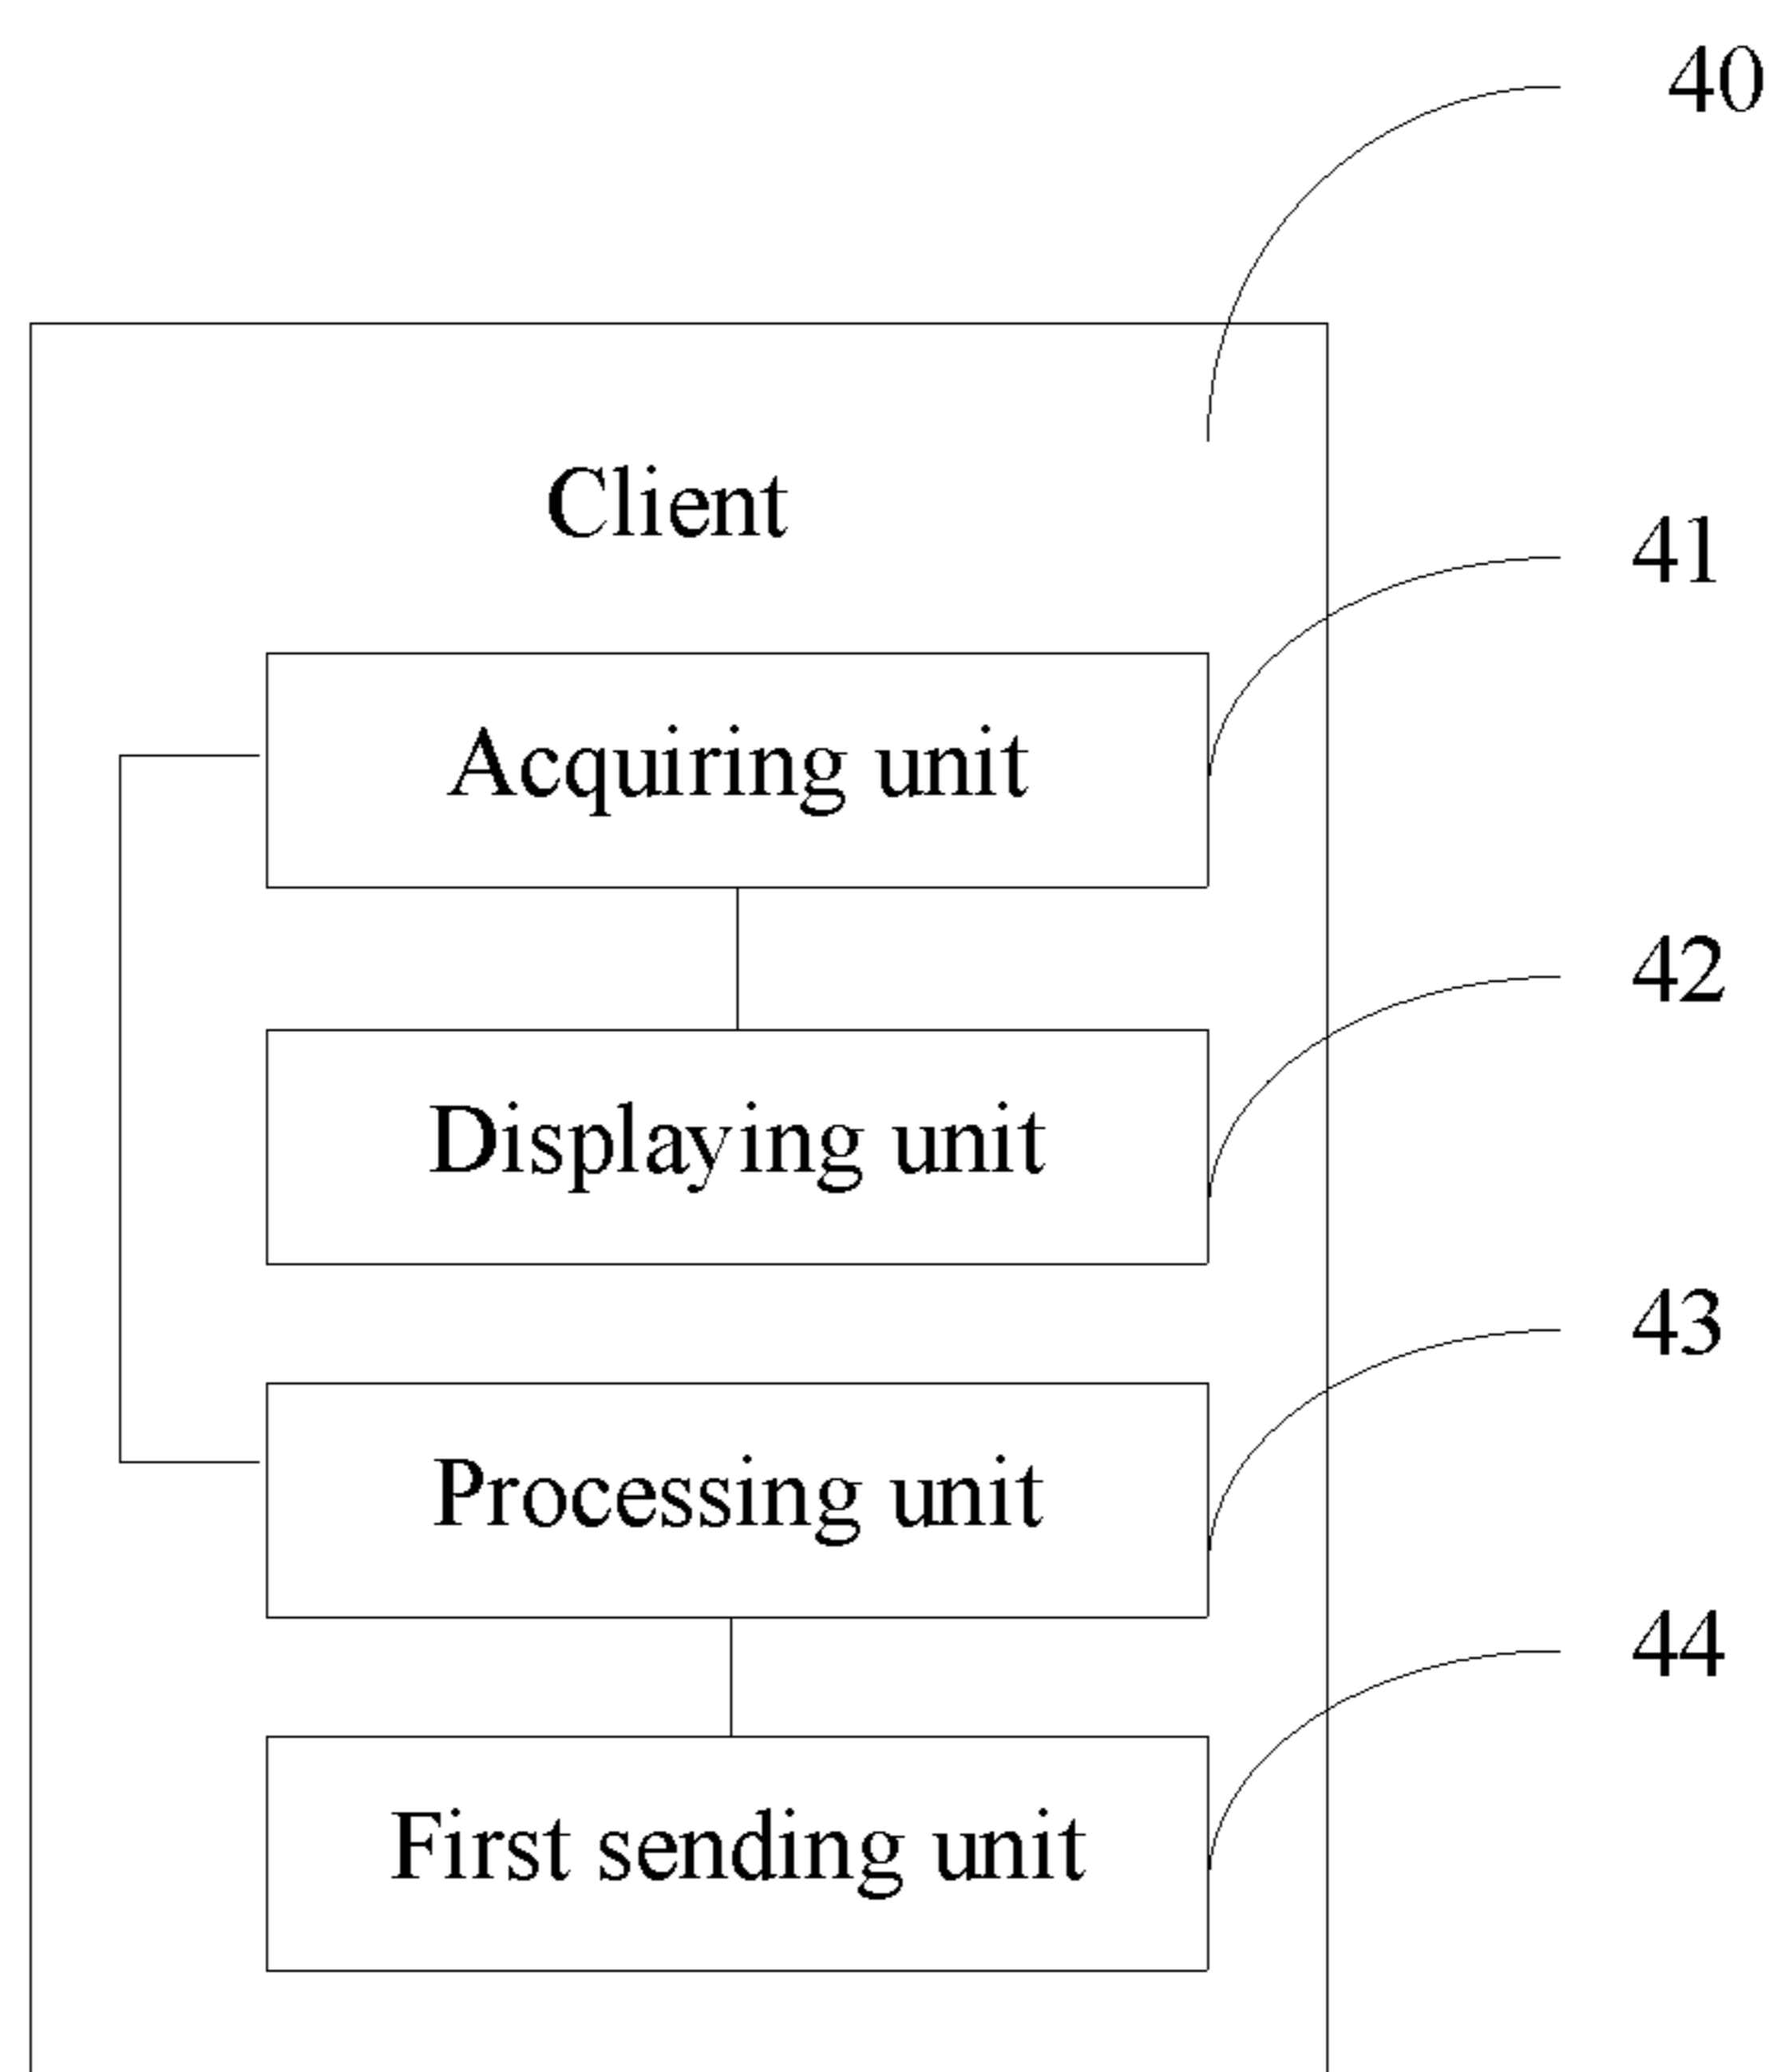 40
Client
41
Acquiring unit
42
Displaying unit
43
Processing unit
44
First sending unit